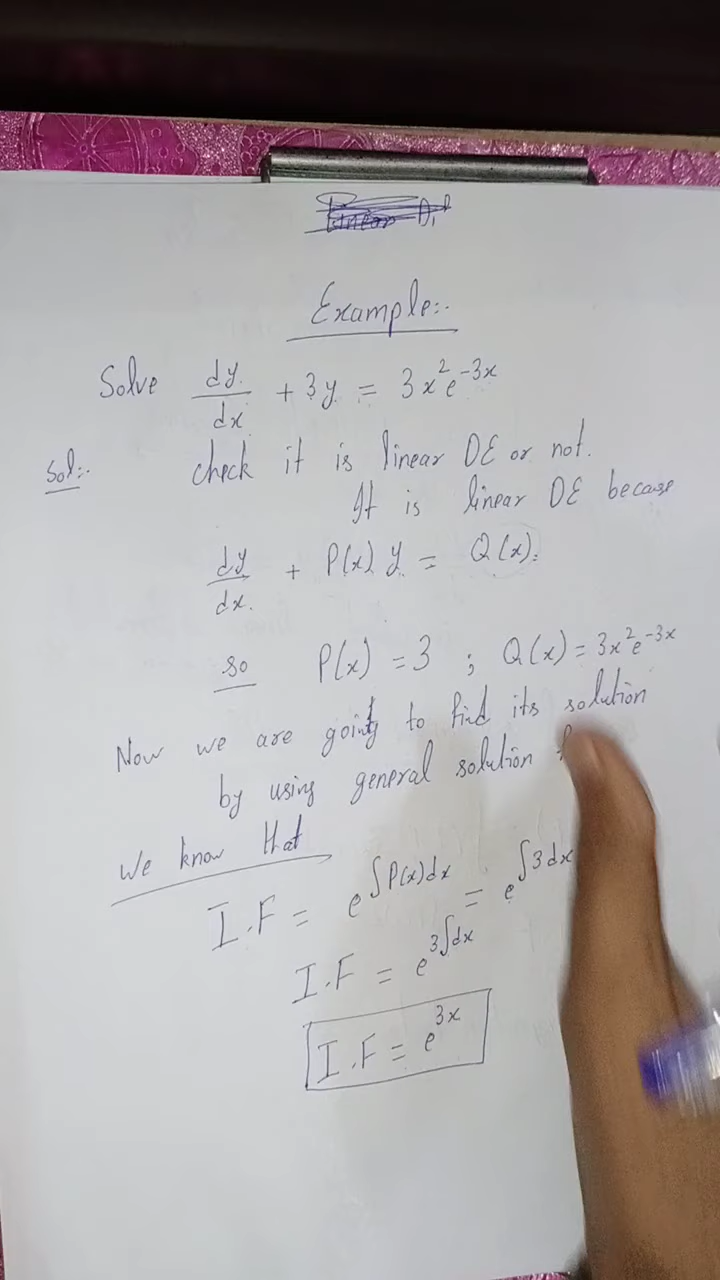 Example:-
Solve dy/dx + 3y = 3x²e⁻³ˣ
Sol:- check it is linear DE or not.
It is linear DE because
dy/dx + P(x) y = Q(x).
so P(x) = 3 ; Q(x) = 3x²e⁻³ˣ
Now we are going to find its solution
by using general solution
We know that
I.F = e^∫P(x)dx = e^∫3dx
I.F = e^3∫dx
I.F = e³ˣ